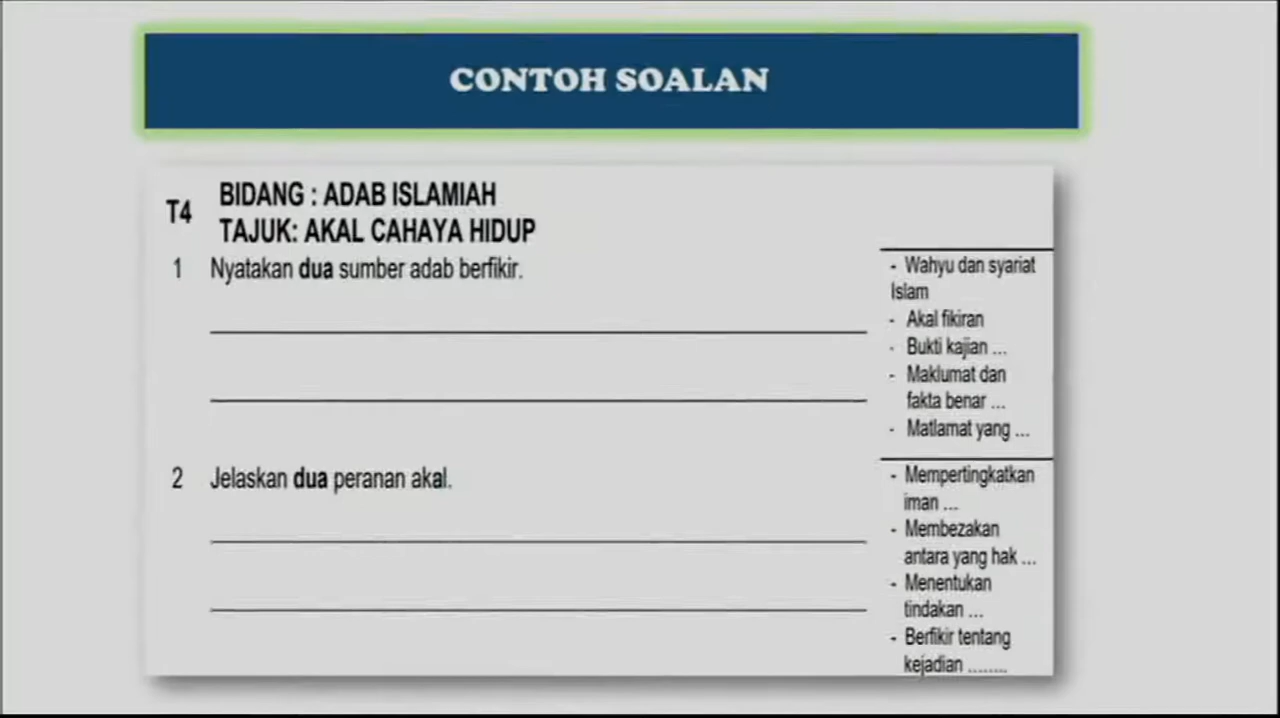 CONTOH SOALAN
T4
BIDANG : ADAB ISLAMIAH
TAJUK: AKAL CAHAYA HIDUP
1 Nyatakan dua sumber adab berfikir.
- Wahyu dan syariat
Islam
- Akal fikiran
- Bukti kajian ...
- Maklumat dan
fakta benar ...
- Matlamat yang ...
2 Jelaskan dua peranan akal.
- Mempertingkatkan
iman ...
- Membezakan
antara yang hak ...
- Menentukan
tindakan ...
- Berfikir tentang
kejadian ........